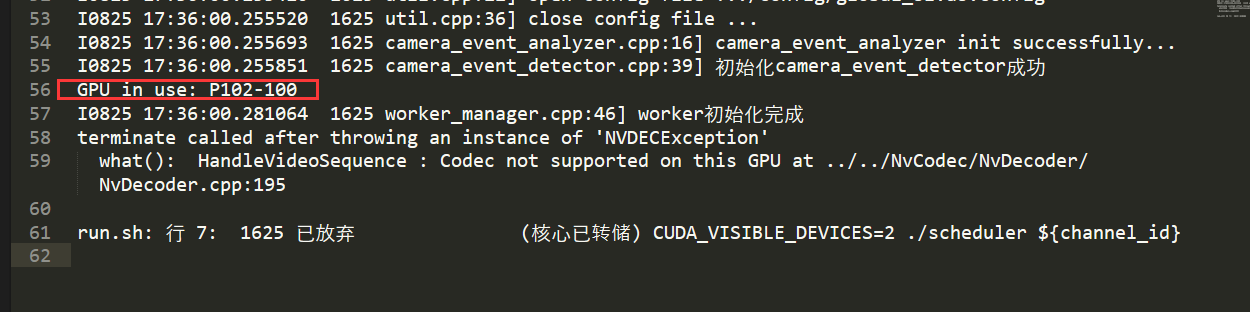 53 I0825 17:36:00.255520  1625 util.cpp:36] close config file ...
54 I0825 17:36:00.255693  1625 camera_event_analyzer.cpp:16] camera_event_analyzer init successfully...
55 I0825 17:36:00.255851  1625 camera_event_detector.cpp:39] 初始化camera_event_detector成功
56 GPU in use: P102-100
57 I0825 17:36:00.281064  1625 worker_manager.cpp:46] worker初始化完成
58 terminate called after throwing an instance of 'NVDECException'
59 what():  HandleVideoSequence : Codec not supported on this GPU at ../../NvCodec/NvDecoder/
NvDecoder.cpp:195
60
61 run.sh: 行 7:  1625 已放弃               (核心已转储) CUDA_VISIBLE_DEVICES=2 ./scheduler ${channel_id}
62